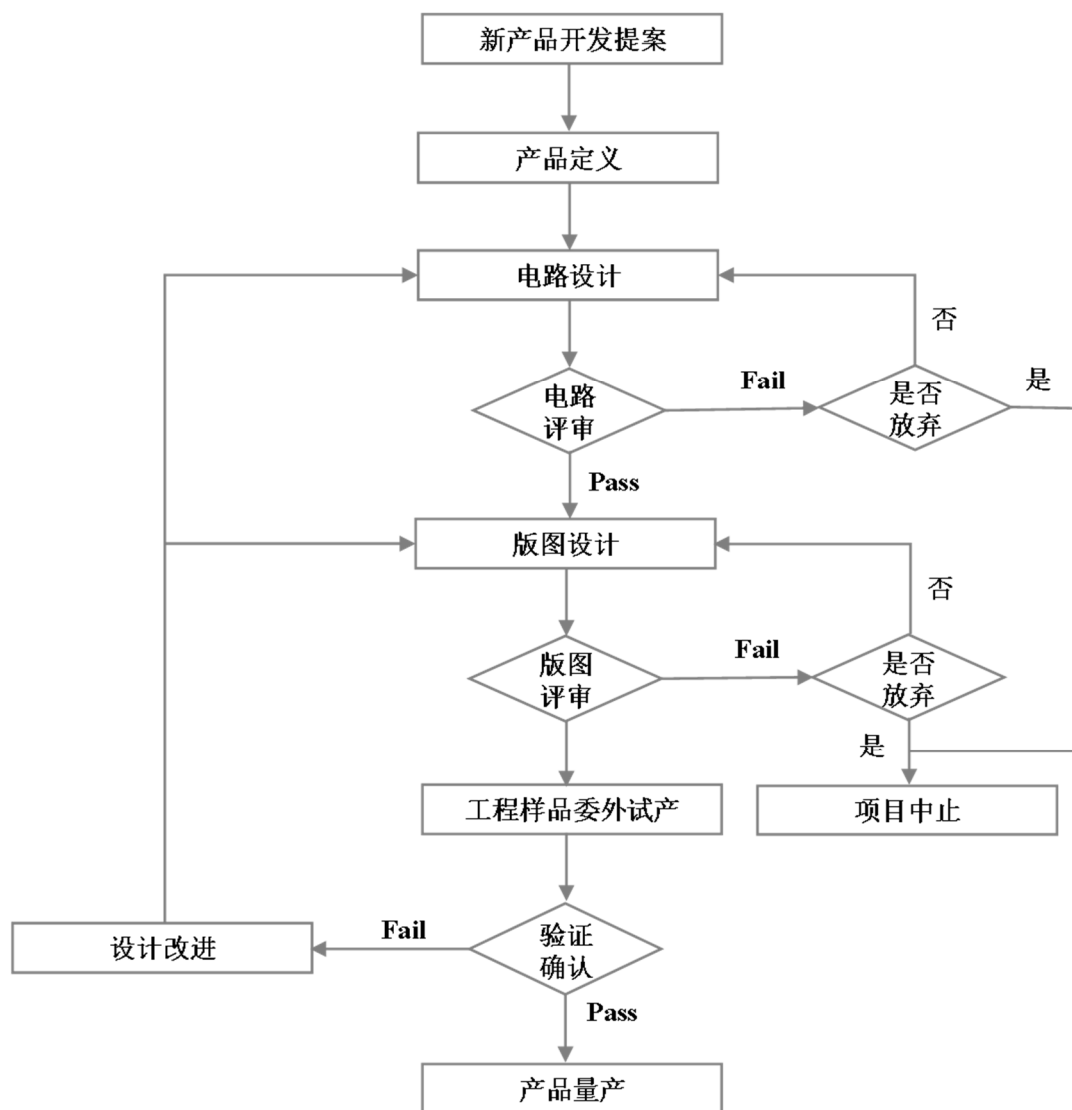 新产品开发提案
产品定义
电路设计
否
电路
评审
Fail
是否
放弃
是
Pass
版图设计
否
版图
评审
Fail
是否
放弃
是
工程样品委外试产
项目中止
设计改进
Fail
验证
确认
Pass
产品量产